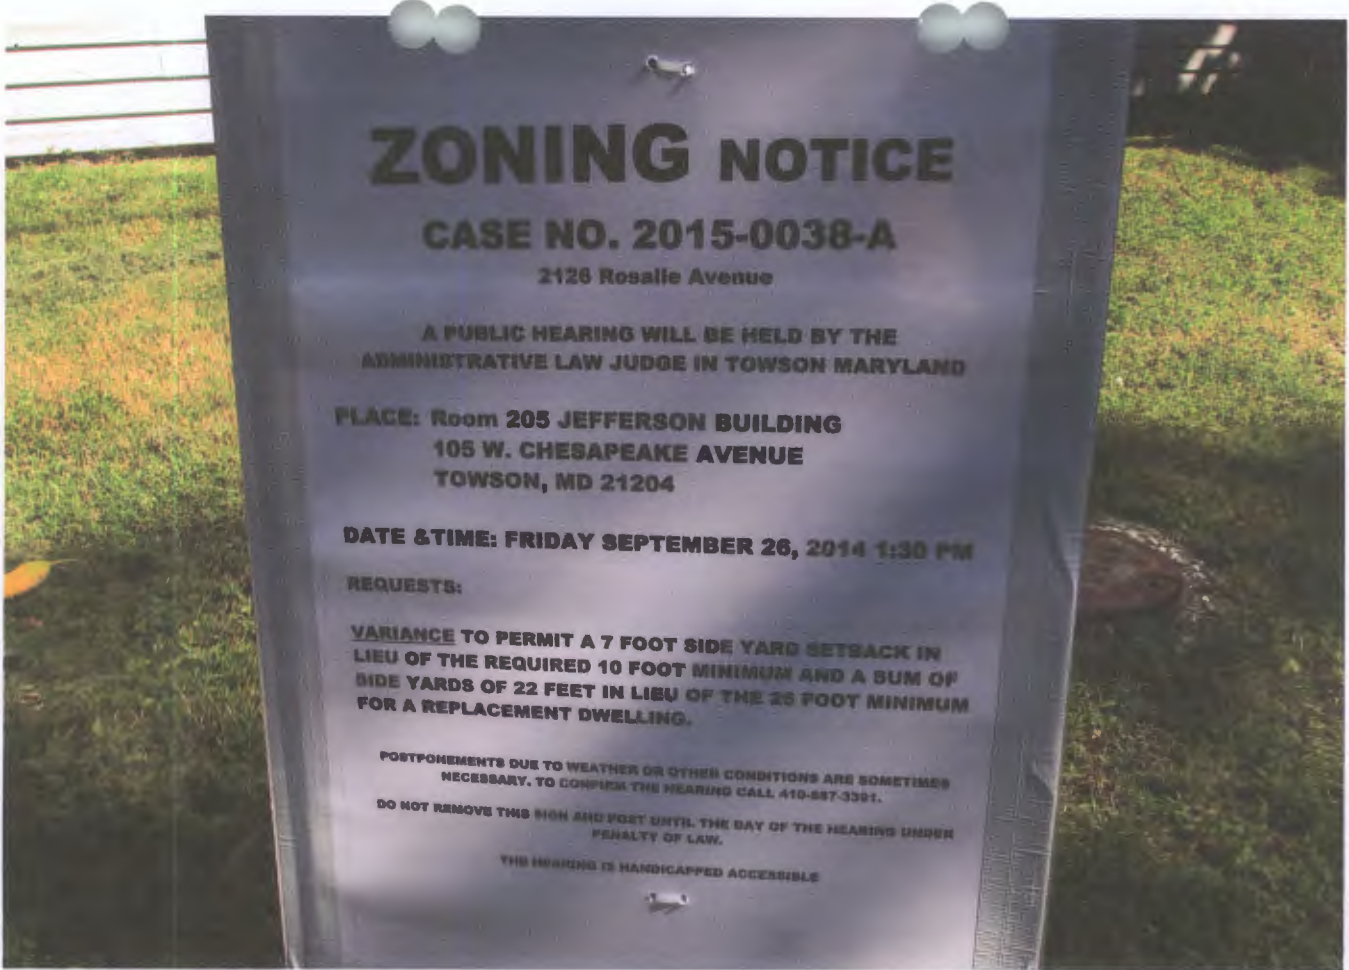 ZONING NOTICE
CASE NO. 2015-0038-A
2126 Rosalie Avenue
A PUBLIC HEARING WILL BE HELD BY THE
ADMINISTRATIVE LAW JUDGE IN TOWSON MARYLAND
PLACE: Room 205 JEFFERSON BUILDING
105 W. CHESAPEAKE AVENUE
TOWSON, MD 21204
DATE &TIME: FRIDAY SEPTEMBER 26, 2014 1:30 PM
REQUESTS:
VARIANCE TO PERMIT A 7 FOOT SIDE YARD SETBACK IN
LIEU OF THE REQUIRED 10 FOOT MINIMUM AND A SUM OF
SIDE YARDS OF 22 FEET IN LIEU OF THE 25 FOOT MINIMUM
FOR A REPLACEMENT DWELLING.
POSTPONEMENTS DUE TO WEATHER OR OTHER CONDITIONS ARE SOMETIMES
NECESSARY. TO CONFIRM THE HEARING CALL 410-887-3391.
DO NOT REMOVE THIS SIGN AND POST UNTIL THE DAY OF THE HEARING UNDER
PENALTY OF LAW.
THE HEARING IS HANDICAPPED ACCESSIBLE